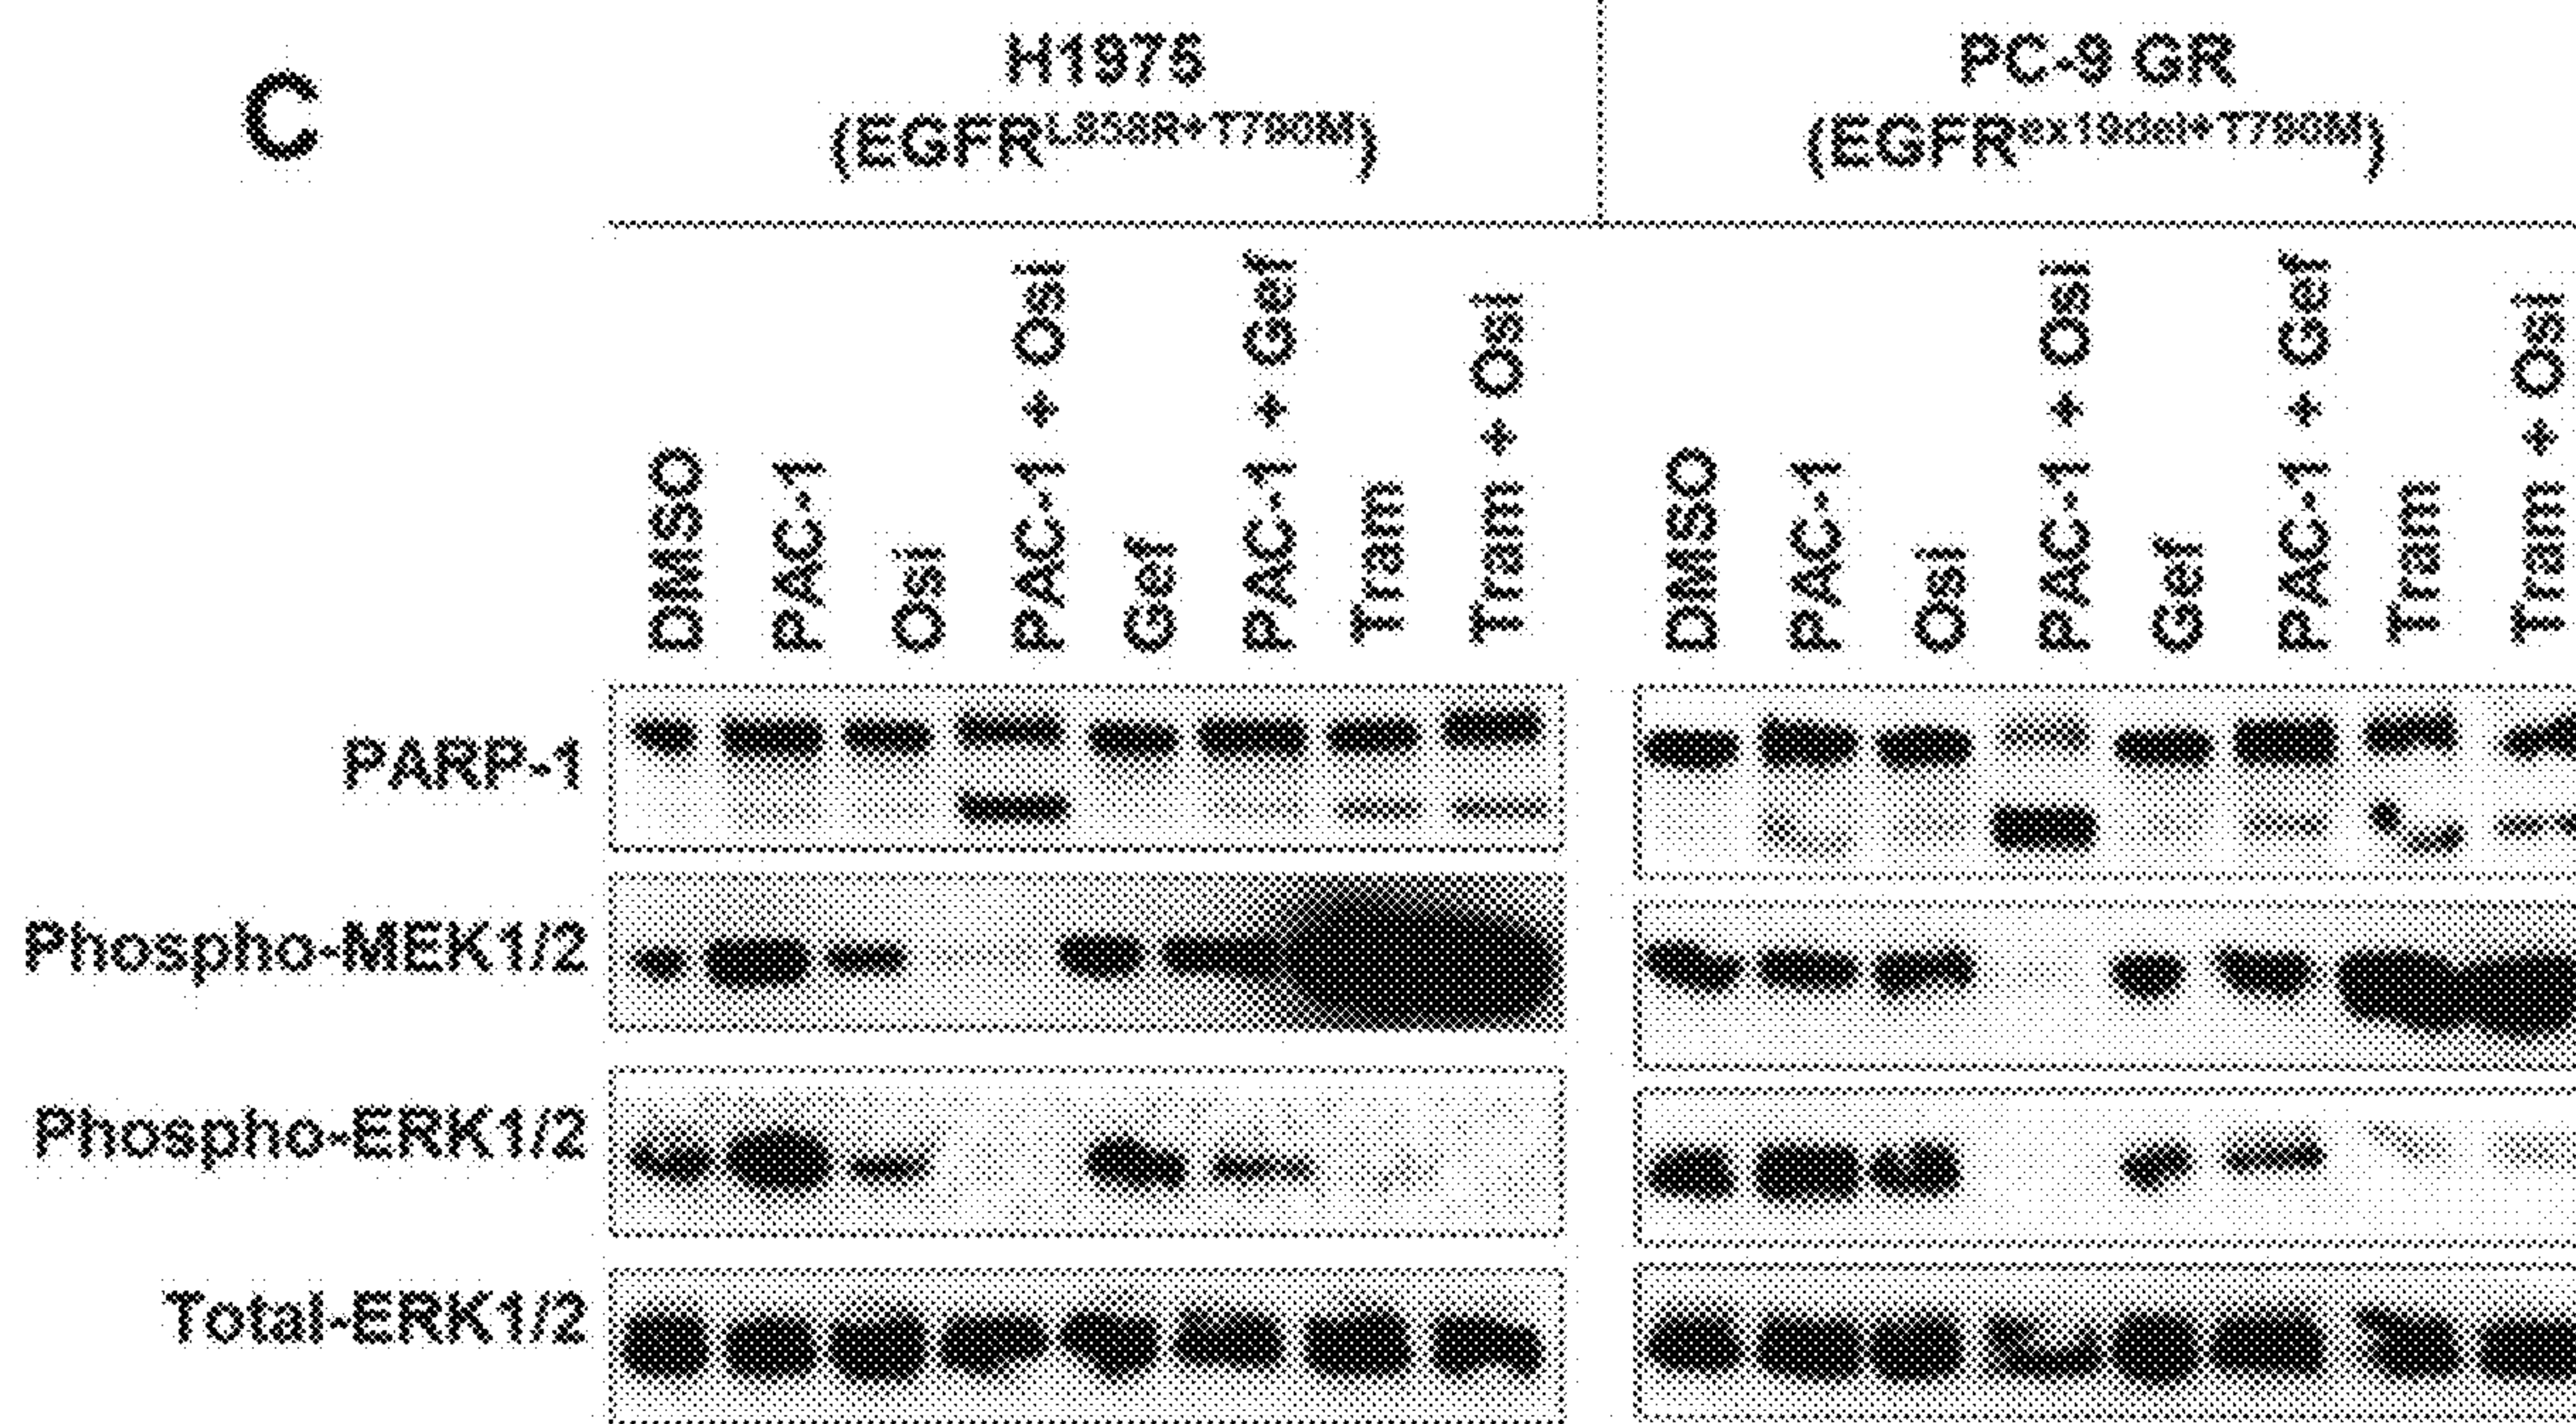 C
H1975
(EGFRL858R+T790M)
PC-9 GR
(EGFRex19del+T790M)
DMSO
PAC-1
Osi
PAC-1 + Osi
Gef
PAC-1 + Gef
Tram
Tram + Osi
DMSO
PAC-1
Osi
PAC-1 + Osi
Gef
PAC-1 + Gef
Tram
Tram + Osi
PARP-1
Phospho-MEK1/2
Phospho-ERK1/2
Total-ERK1/2